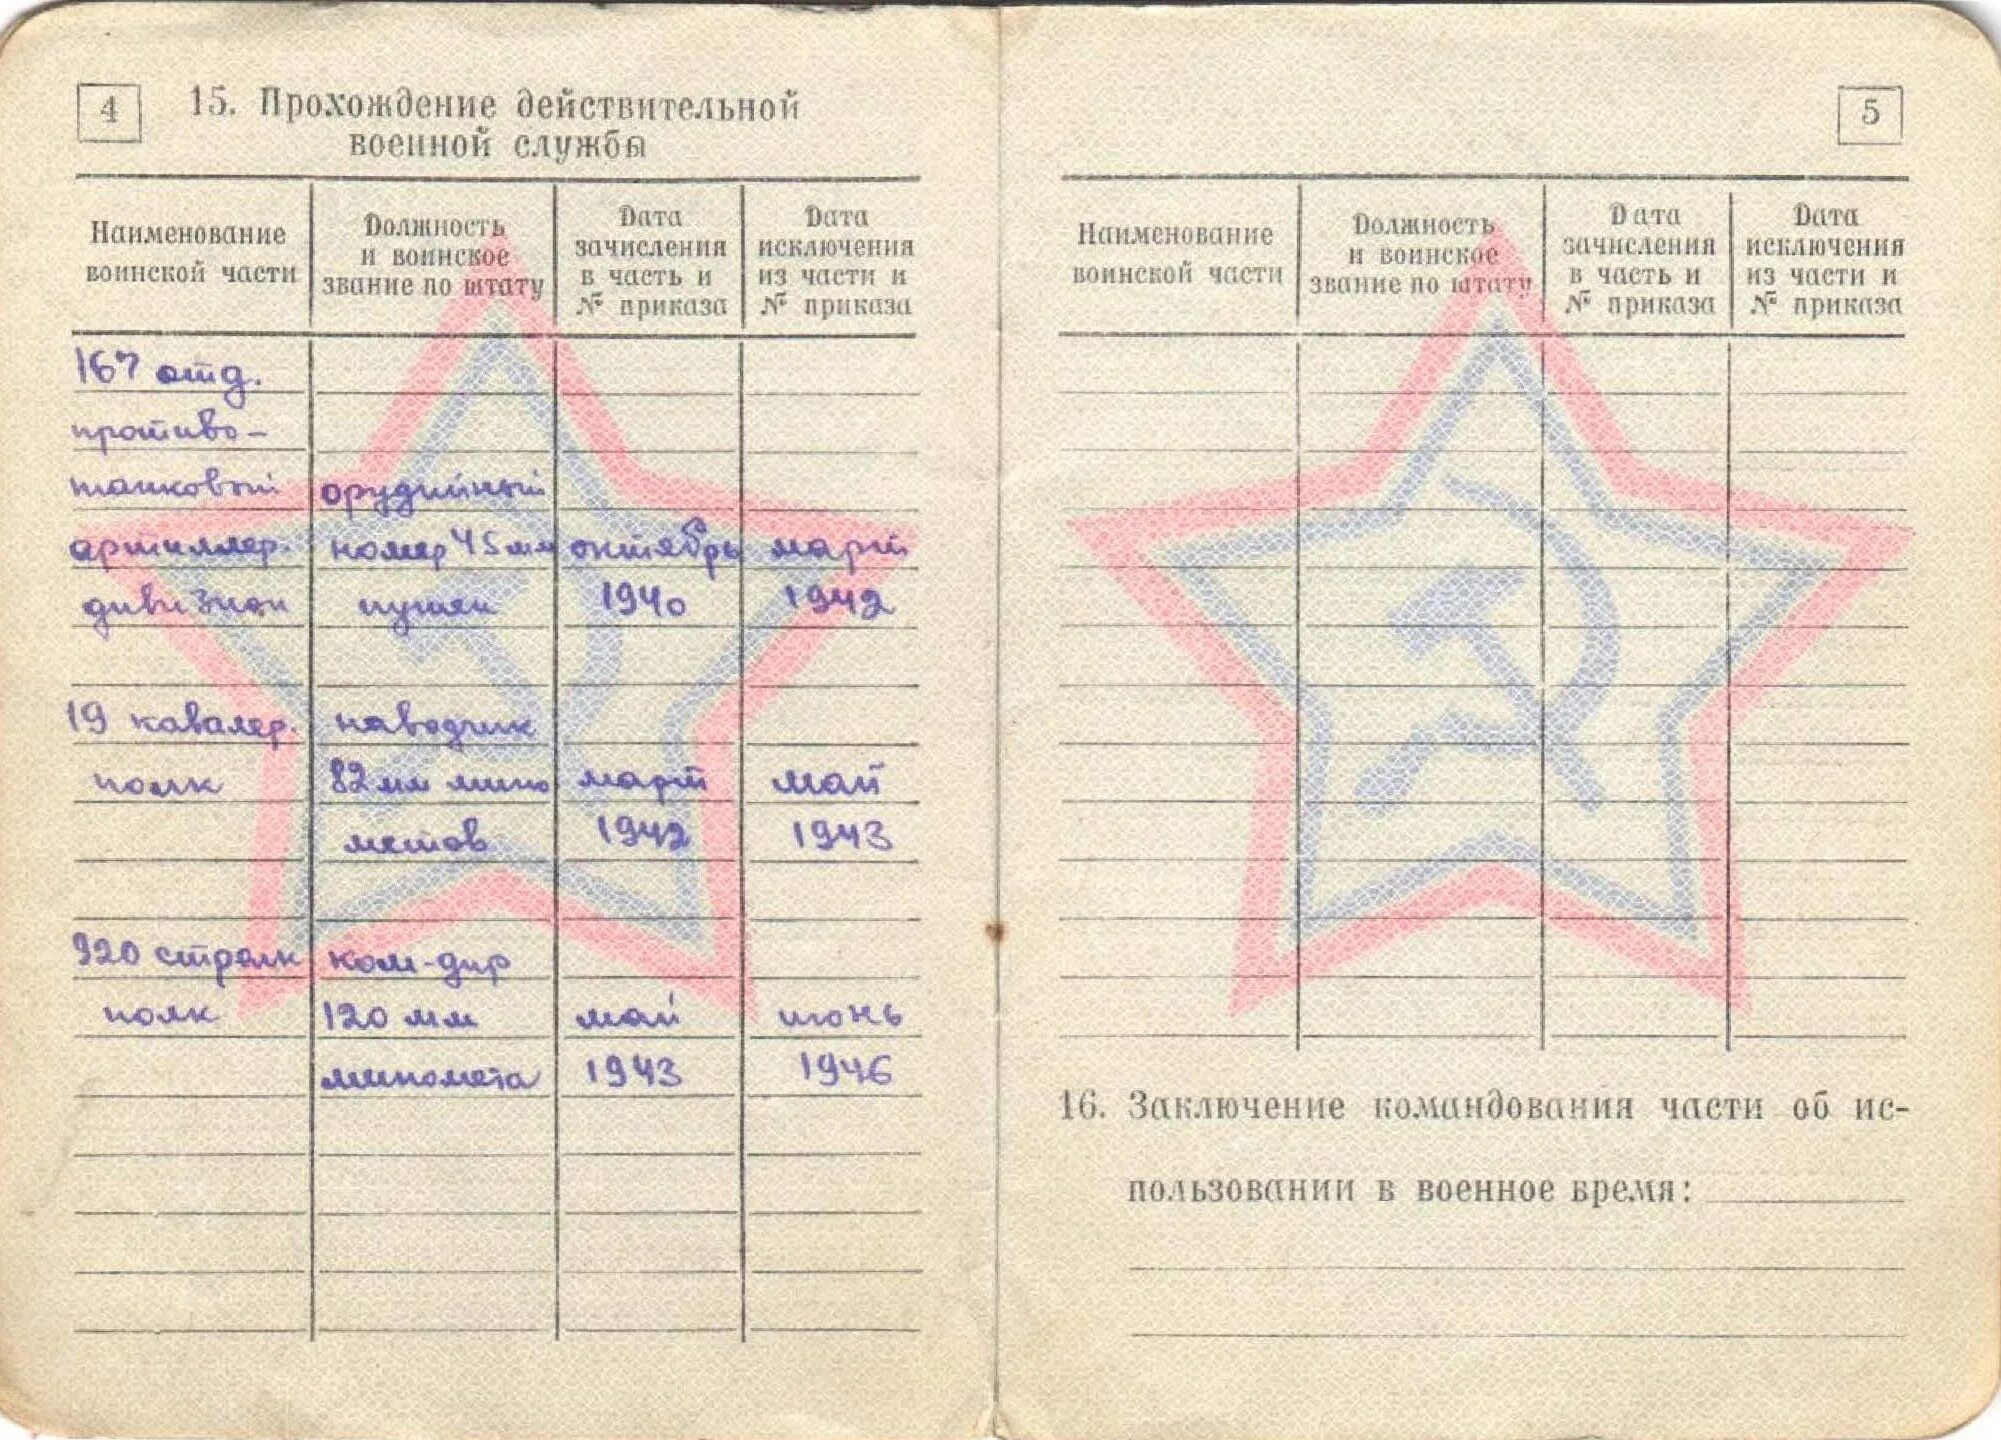 4
15. Прохождение действительной
военной службы
Наименование
воинской части
Должность
и воинское
звание по штату
Дата
зачисления
в часть и
№ приказа
Дата
исключения
из части и
№ приказа
167 отд.
противо-
танковый орудийный
артиллер. номер 45 мм октябрь март
дивизион пушки 1940 1942
19 кавалер. наводчик
полк 82 мм мино март май
метов 1942 1943
920 стрелк ком-дир
полк 120 мм май июнь
миномета 1943 1946
5
Наименование
воинской части
Должность
и воинское
звание по штату
Дата
зачисления
в часть и
№ приказа
Дата
исключения
из части и
№ приказа
16. Заключение командования части об ис-
пользовании в военное время: